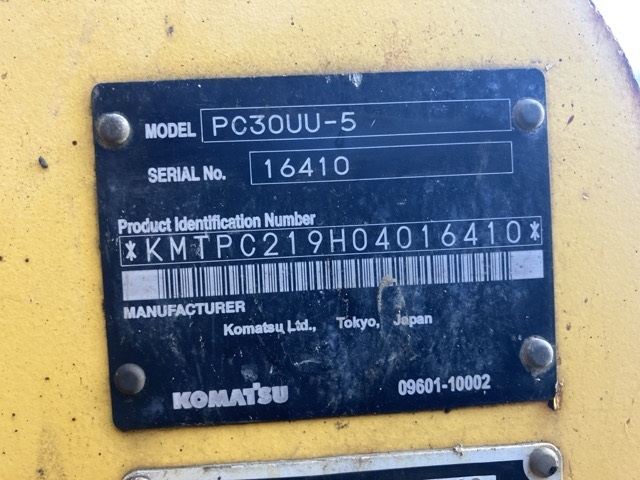 MODEL PC30UU-5
SERIAL No. 16410
Product Identification Number
*KMTPC219H04016410*
MANUFACTURER
Komatsu Ltd., Tokyo, Japan
KOMATSU 09601-10002